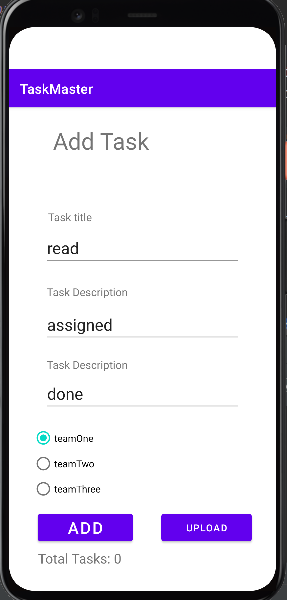 TaskMaster
Add Task
Task title
read
Task Description
assigned
Task Description
done
teamOne
teamTwo
teamThree
ADD UPLOAD
Total Tasks: 0